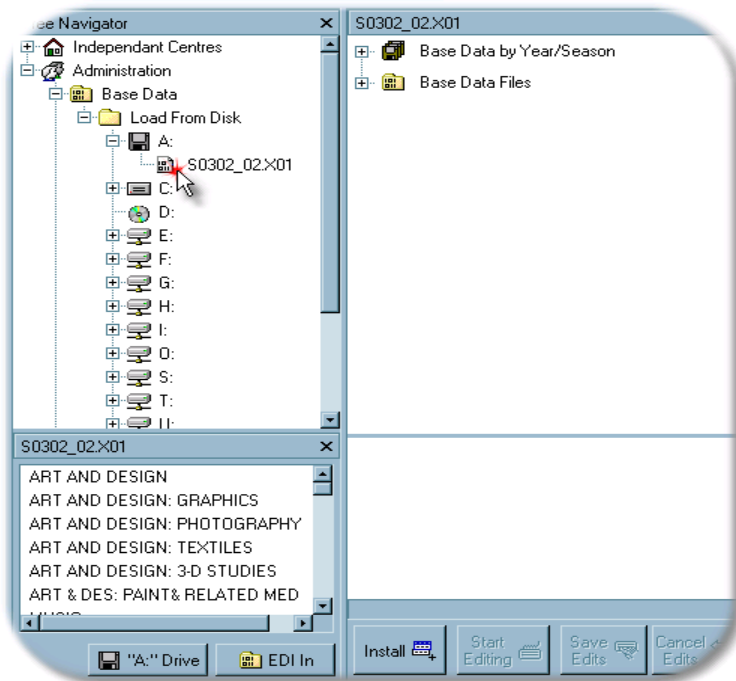 ee Navigator
Independant Centres
Administration
Base Data
Load From Disk
A:
S0302_02.X01
C:
D:
E:
F:
G:
H:
I:
O:
S:
T:
U:
S0302_02.X01
ART AND DESIGN
ART AND DESIGN: GRAPHICS
ART AND DESIGN: PHOTOGRAPHY
ART AND DESIGN: TEXTILES
ART AND DESIGN: 3-D STUDIES
ART & DES: PAINT& RELATED MED
MUSIC
"A:" Drive
EDI In
S0302_02.X01
Base Data by Year/Season
Base Data Files
Install
Start Editing
Save Edits
Cancel Edits